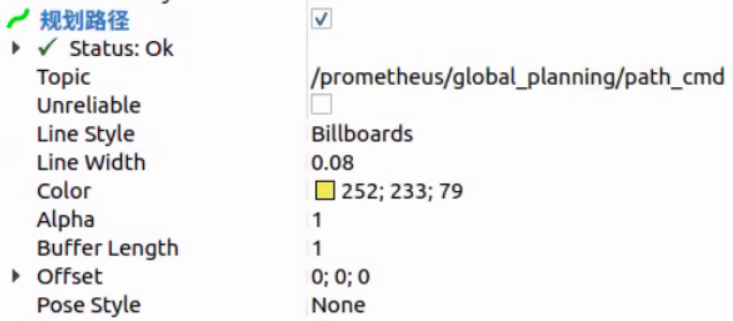 规划路径
Status: Ok
Topic /prometheus/global_planning/path_cmd
Unreliable
Line Style Billboards
Line Width 0.08
Color 252; 233; 79
Alpha 1
Buffer Length 1
Offset 0; 0; 0
Pose Style None